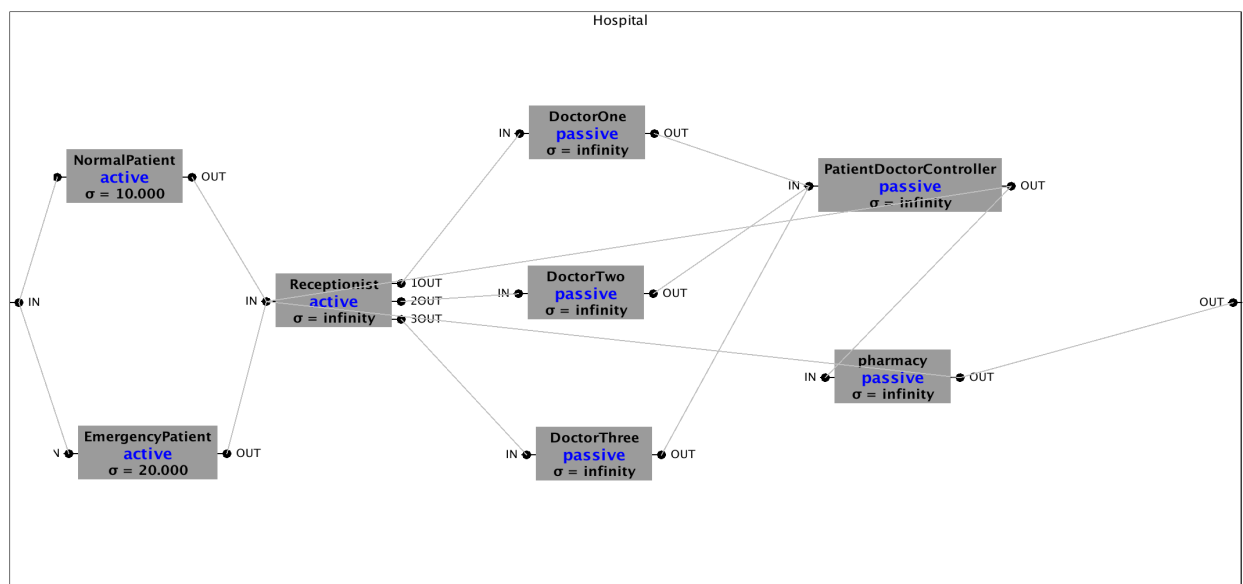 Hospital
DoctorOne
IN passive OUT
σ = infinity
NormalPatient
active OUT
σ = 10.000
PatientDoctorController
IN passive OUT
σ = infinity
IN
Receptionist 1OUT
IN active 2OUT
σ = infinity 3OUT
DoctorTwo
IN passive OUT
σ = infinity
OUT
pharmacy
IN passive OUT
σ = infinity
EmergencyPatient
N active OUT
σ = 20.000
DoctorThree
IN passive OUT
σ = infinity